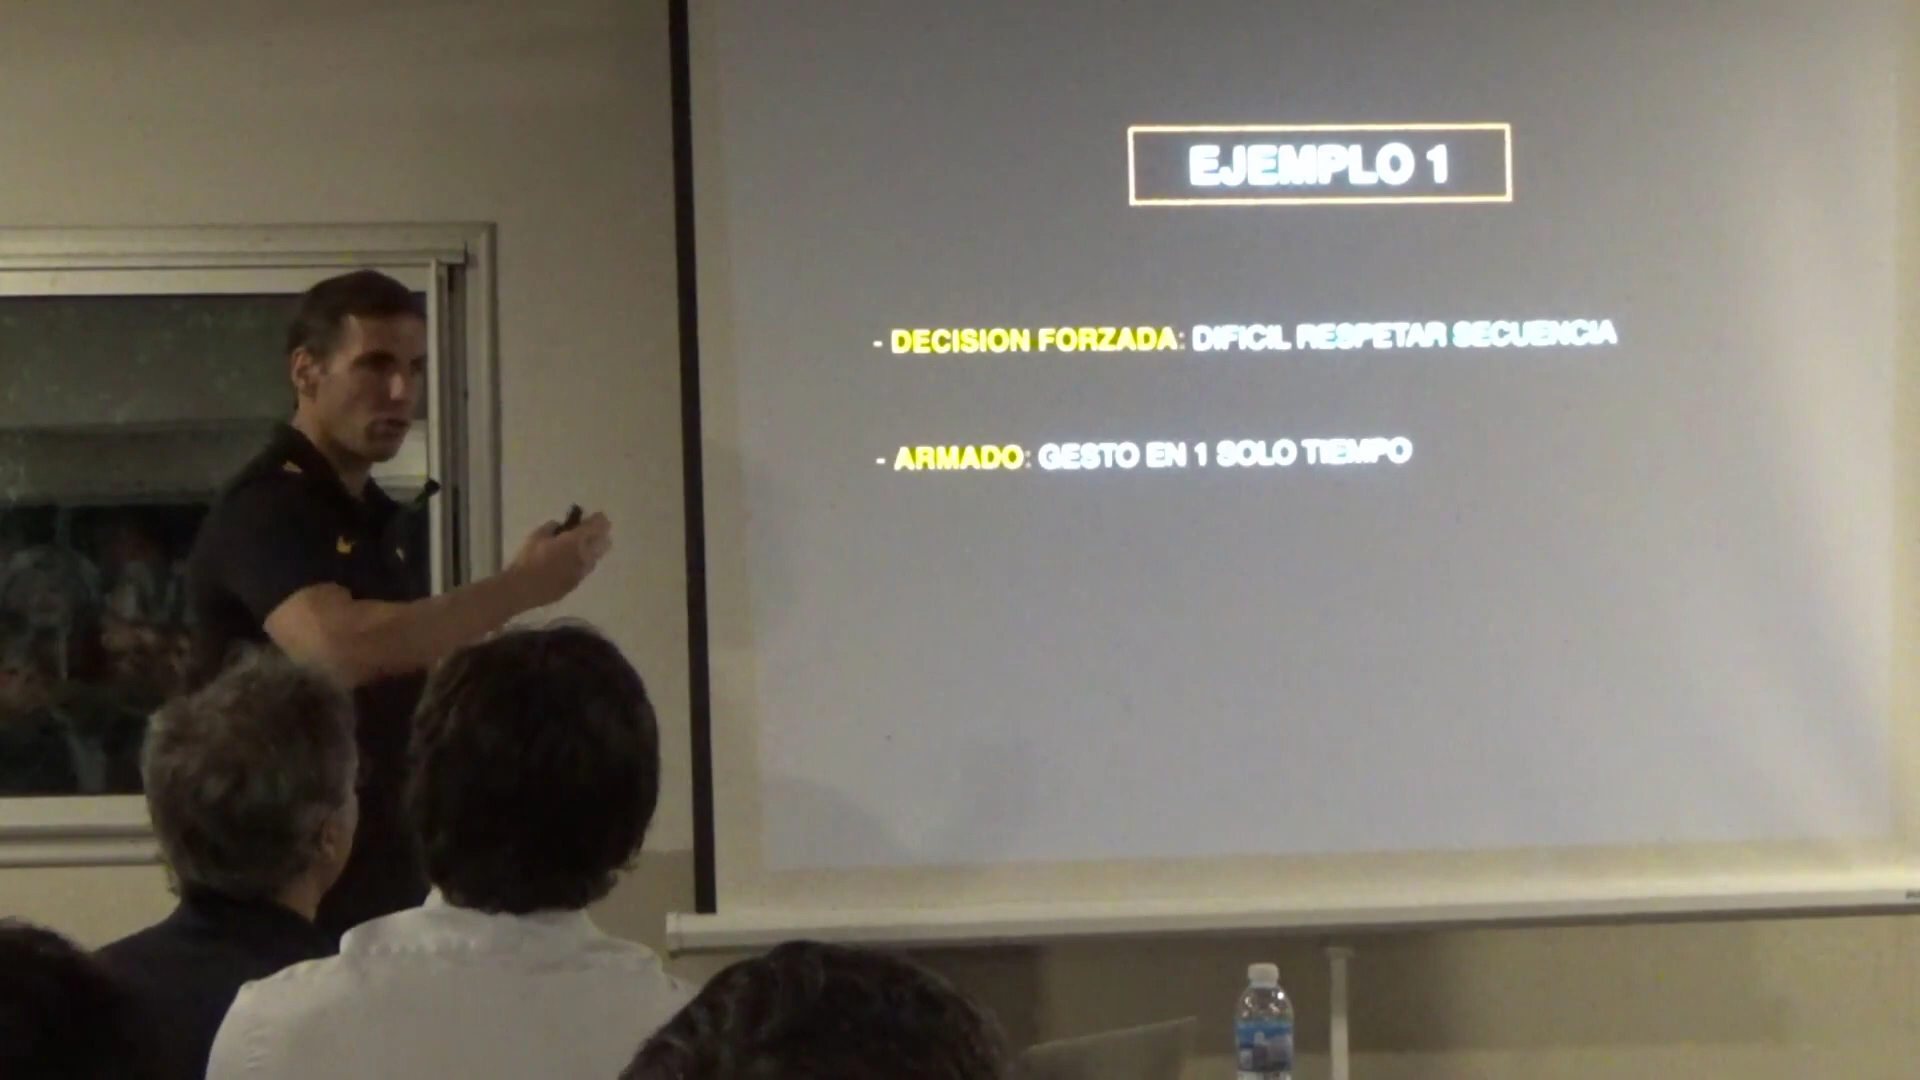 EJEMPLO 1
- DECISION FORZADA: DIFICIL RESPETAR SECUENCIA
- ARMADO: GESTO EN 1 SOLO TIEMPO